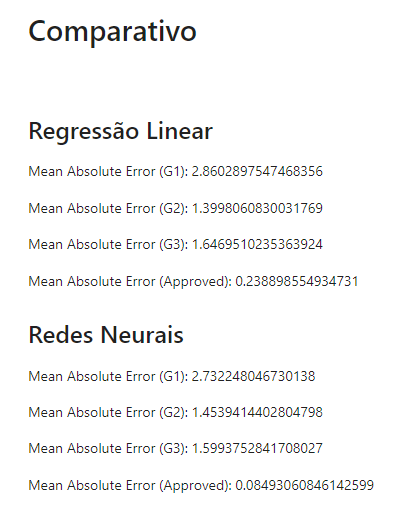 Comparativo
Regressão Linear
Mean Absolute Error (G1): 2.8602897547468356
Mean Absolute Error (G2): 1.3998060830031769
Mean Absolute Error (G3): 1.6469510235363924
Mean Absolute Error (Approved): 0.238898554934731
Redes Neurais
Mean Absolute Error (G1): 2.732248046730138
Mean Absolute Error (G2): 1.4539414402804798
Mean Absolute Error (G3): 1.5993752841708027
Mean Absolute Error (Approved): 0.08493060846142599